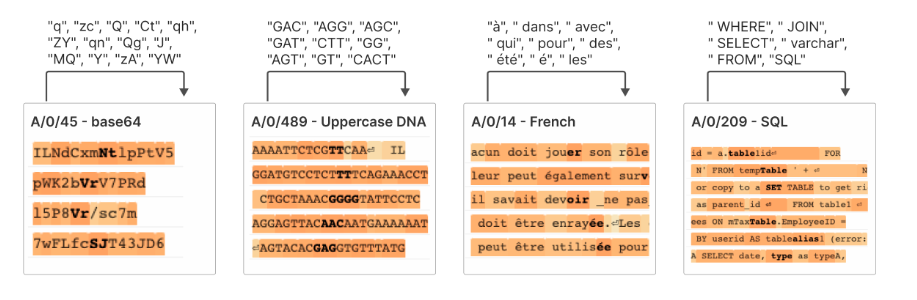 "q", "zc", "Q", "Ct", "qh",
"ZY", "qn", "Qg", "J",
"MQ", "Y", "zA", "YW"
"GAC", "AGG", "AGC",
"GAT", "CTT", "GG",
"AGT", "GT", "CACT"
"à", " dans", " avec",
" qui", " pour", " des",
" été", " é", " les"
" WHERE", " JOIN",
" SELECT", " varchar",
" FROM", "SQL"
A/0/45 - base64
ILNdCxmNtlpPtV5
pWK2bVrV7PRd
l5P8Vr/sc7m
7wFLfcSJT43JD6
A/0/489 - Uppercase DNA
AAAATTCTCGTTCAA⏎ IL
GGATGTCCTCTTTTCAGAAACCT
CTGCTAAACGGGGTATTCCTC
AGGAGTTACAACAATGAAAAAAT
⏎AGTACACGAGGTGTTTATG
A/0/14 - French
acun doit jouer son rôle
leur peut également surv
il savait devoir _ne pas
doit être enrayée.⏎Les
peut être utilisée pour
A/0/209 - SQL
id = a.table1id⏎ FOR
N' FROM tempTable ' + ⏎ N
or copy to a SET TABLE to get ri
as parent_id ⏎ FROM table1 ⏎
ees ON mTaxTable.EmployeeID =
BY userid AS tablealias1 (error:
A SELECT date, type as typeA,